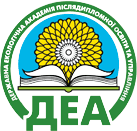 ДЕРЖАВНА ЕКОЛОГІЧНА АКАДЕМІЯ ПІСЛЯДИПЛОМНОЇ ОСВІТИ ТА УПРАВЛІННЯ
ДЕА